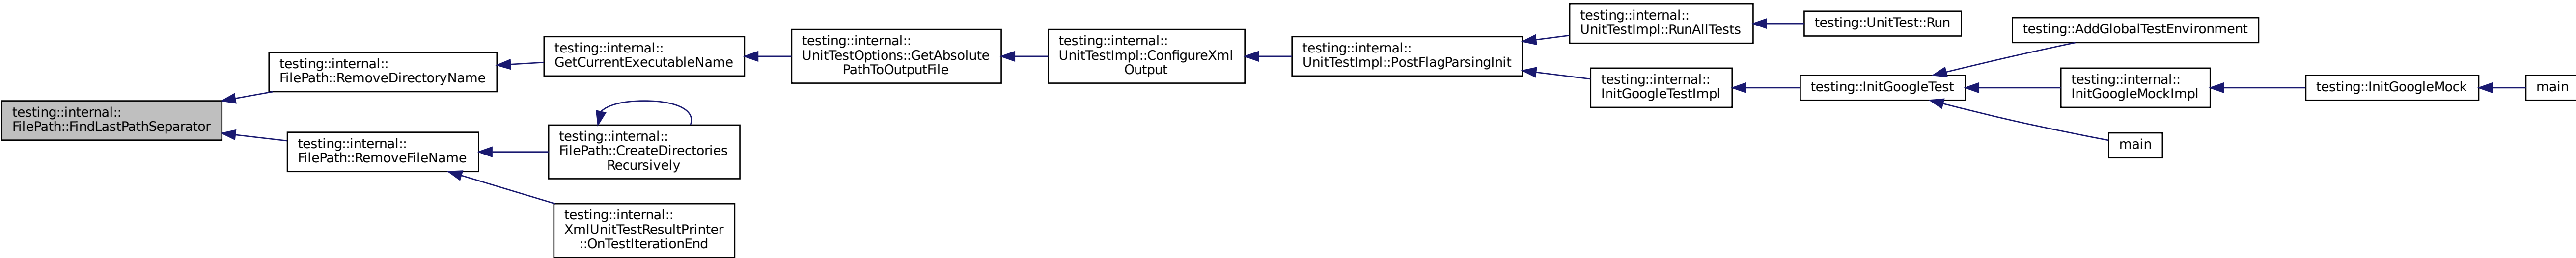 testing::internal::
FilePath::FindLastPathSeparator
testing::internal::
FilePath::RemoveDirectoryName
testing::internal::
GetCurrentExecutableName
testing::internal::
UnitTestOptions::GetAbsolute
PathToOutputFile
testing::internal::
UnitTestImpl::ConfigureXml
Output
testing::internal::
UnitTestImpl::PostFlagParsingInit
testing::internal::
UnitTestImpl::RunAllTests
testing::UnitTest::Run
testing::internal::
InitGoogleTestImpl
testing::InitGoogleTest
testing::AddGlobalTestEnvironment
testing::internal::
InitGoogleMockImpl
testing::InitGoogleMock
main
main
testing::internal::
FilePath::RemoveFileName
testing::internal::
FilePath::CreateDirectories
Recursively
testing::internal::
XmlUnitTestResultPrinter
::OnTestIterationEnd